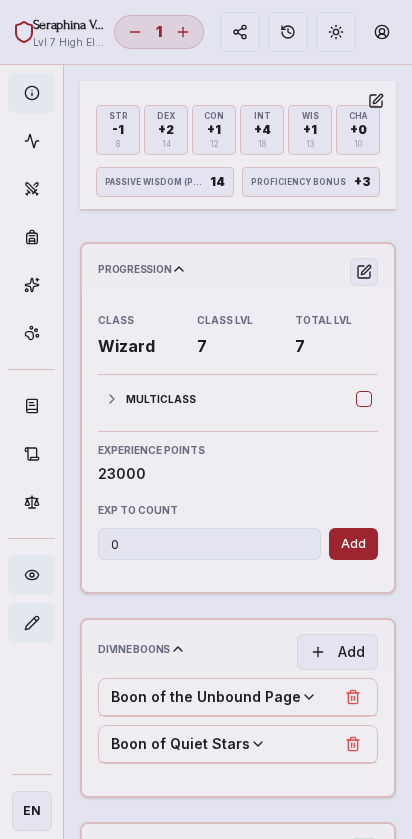 Seraphina V...
Lvl 7 High El...
1
STR
-1
8
DEX
+2
14
CON
+1
12
INT
+4
18
WIS
+1
13
CHA
+0
10
PASSIVE WISDOM (P... 14
PROFICIENCY BONUS +3
PROGRESSION
CLASS CLASS LVL TOTAL LVL
Wizard 7 7
MULTICLASS
EXPERIENCE POINTS
23000
EXP TO COUNT
0 Add
DIVINE BOONS
Add
Boon of the Unbound Page
Boon of Quiet Stars
EN